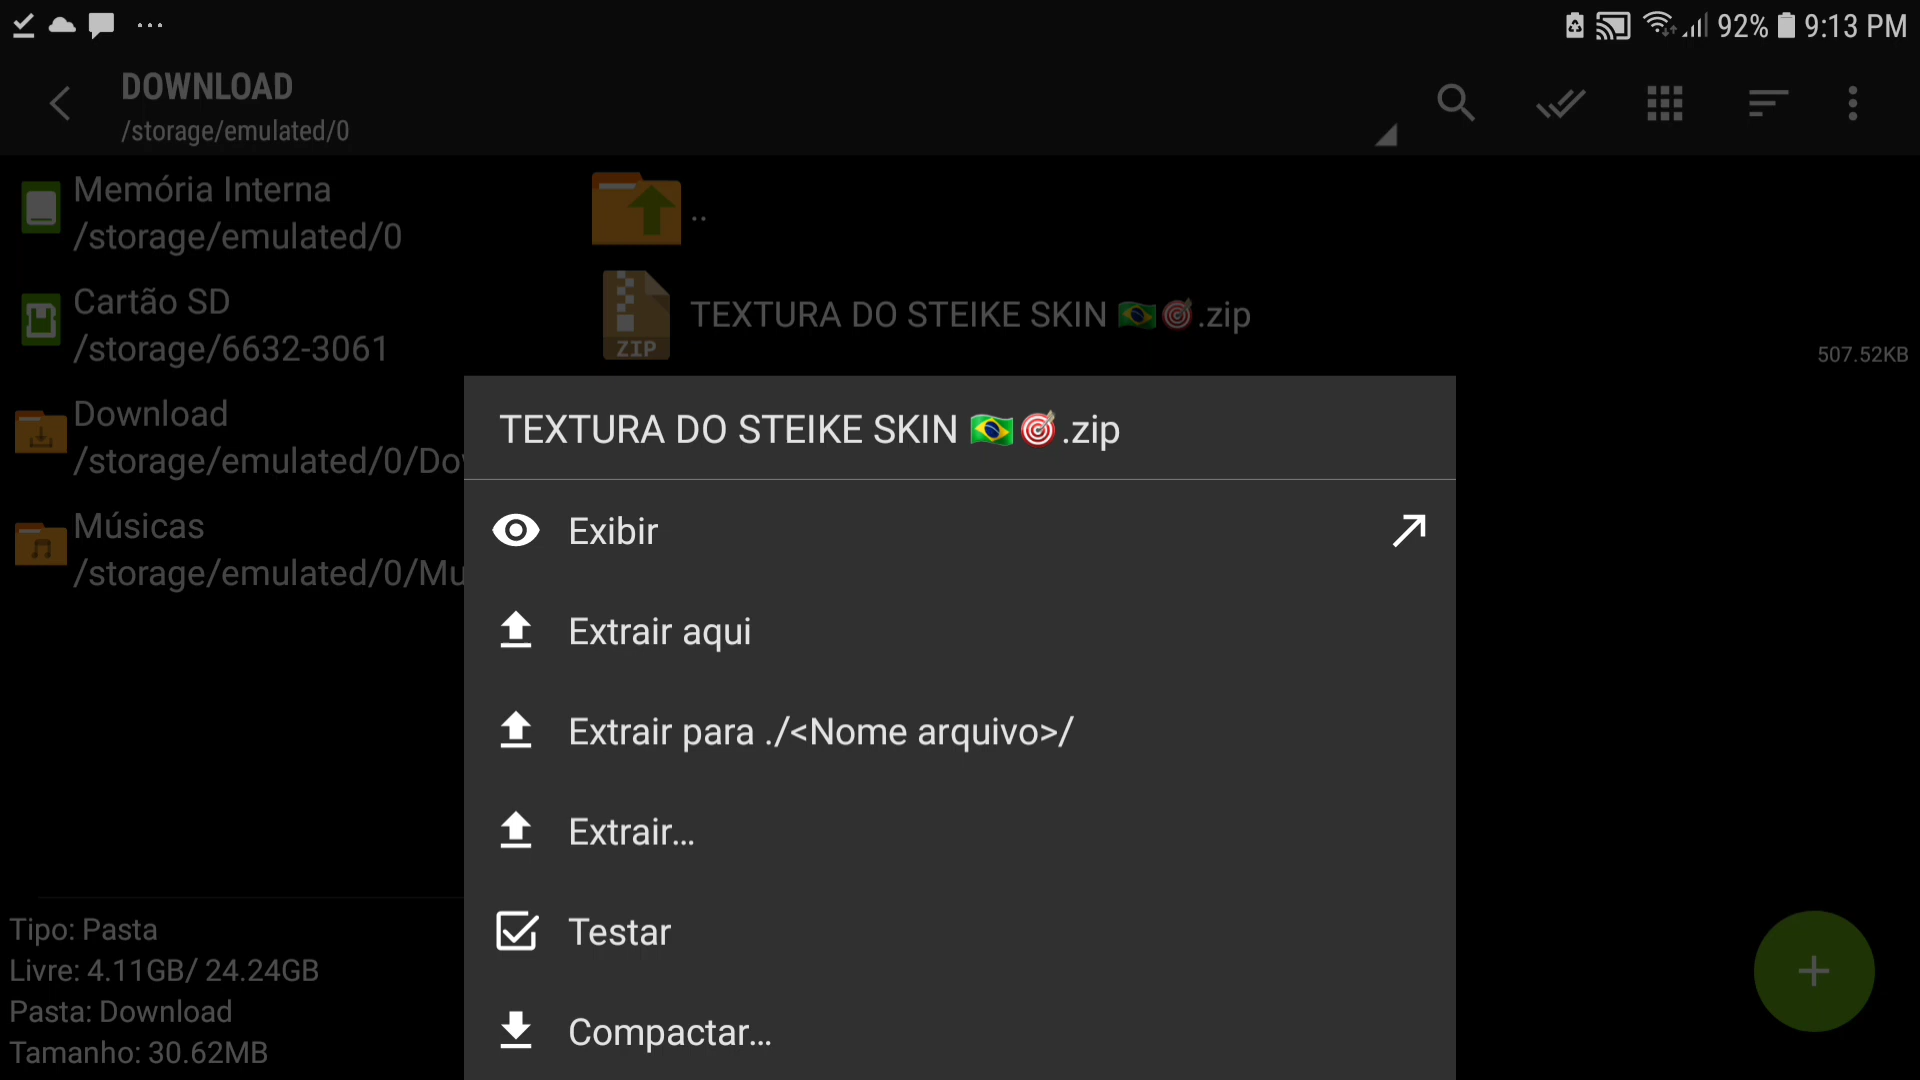 92% 9:13 PM
DOWNLOAD
/storage/emulated/0
Memória Interna
/storage/emulated/0
Cartão SD
/storage/6632-3061
Download
/storage/emulated/0/Do
Músicas
/storage/emulated/0/Mu
..
ZIP
TEXTURA DO STEIKE SKIN 🇧🇷🎯.zip
507.52KB
TEXTURA DO STEIKE SKIN 🇧🇷🎯.zip
Exibir
Extrair aqui
Extrair para ./<Nome arquivo>/
Extrair...
Testar
Compactar...
Tipo: Pasta
Livre: 4.11GB/ 24.24GB
Pasta: Download
Tamanho: 30.62MB